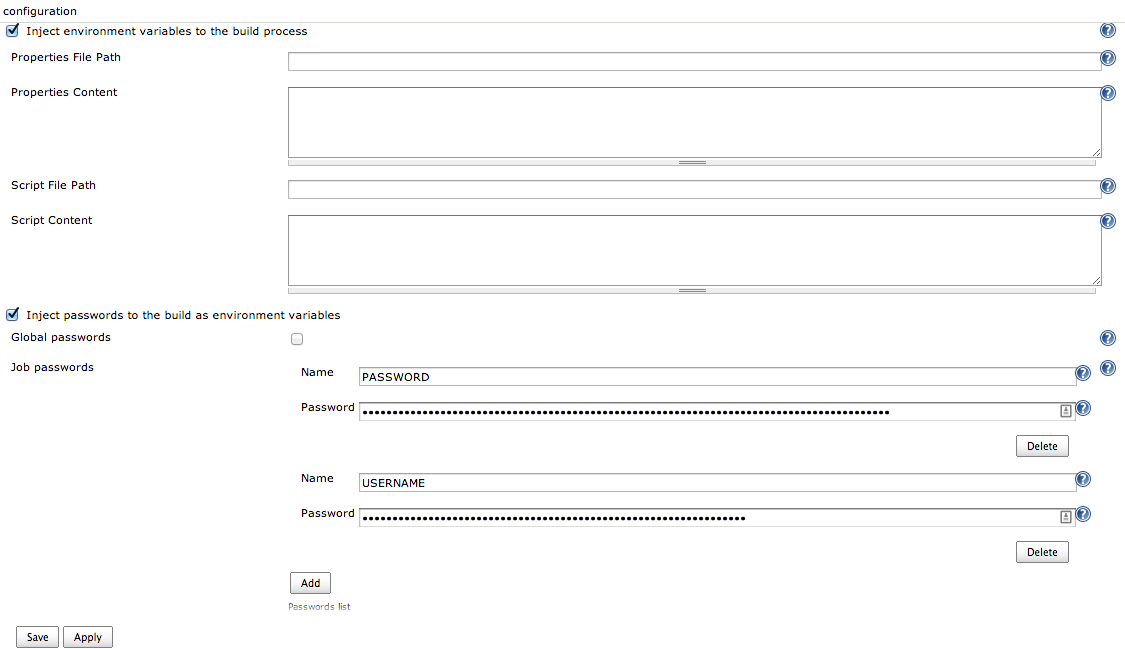 configuration
Inject environment variables to the build process
Properties File Path
Properties Content
Script File Path
Script Content
Inject passwords to the build as environment variables
Global passwords
Job passwords
Name PASSWORD
Password ••••••••••••••••••••••••••••••••••••••••••••••••••••••••••••••••••••••••••••••••••••••••
Delete
Name USERNAME
Password ••••••••••••••••••••••••••••••••••••••••••••••••••••••••••••••••
Delete
Add
Passwords list
Save Apply